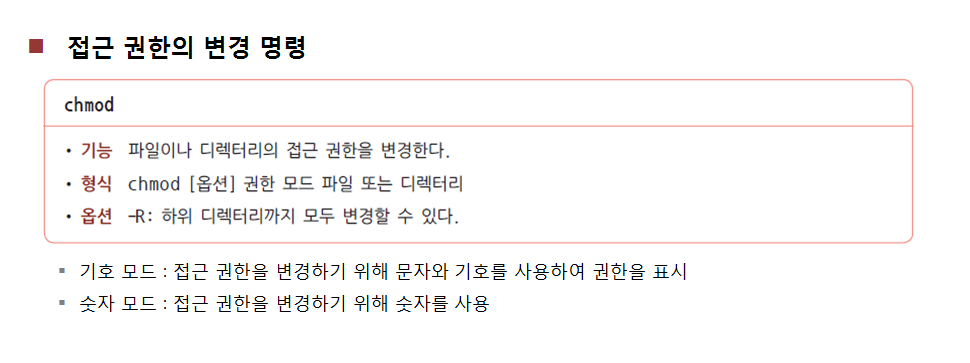 접근 권한의 변경 명령
chmod
• 기능 파일이나 디렉터리의 접근 권한을 변경한다.
• 형식 chmod [옵션] 권한 모드 파일 또는 디렉터리
• 옵션 -R: 하위 디렉터리까지 모두 변경할 수 있다.
▪ 기호 모드 : 접근 권한을 변경하기 위해 문자와 기호를 사용하여 권한을 표시
▪ 숫자 모드 : 접근 권한을 변경하기 위해 숫자를 사용